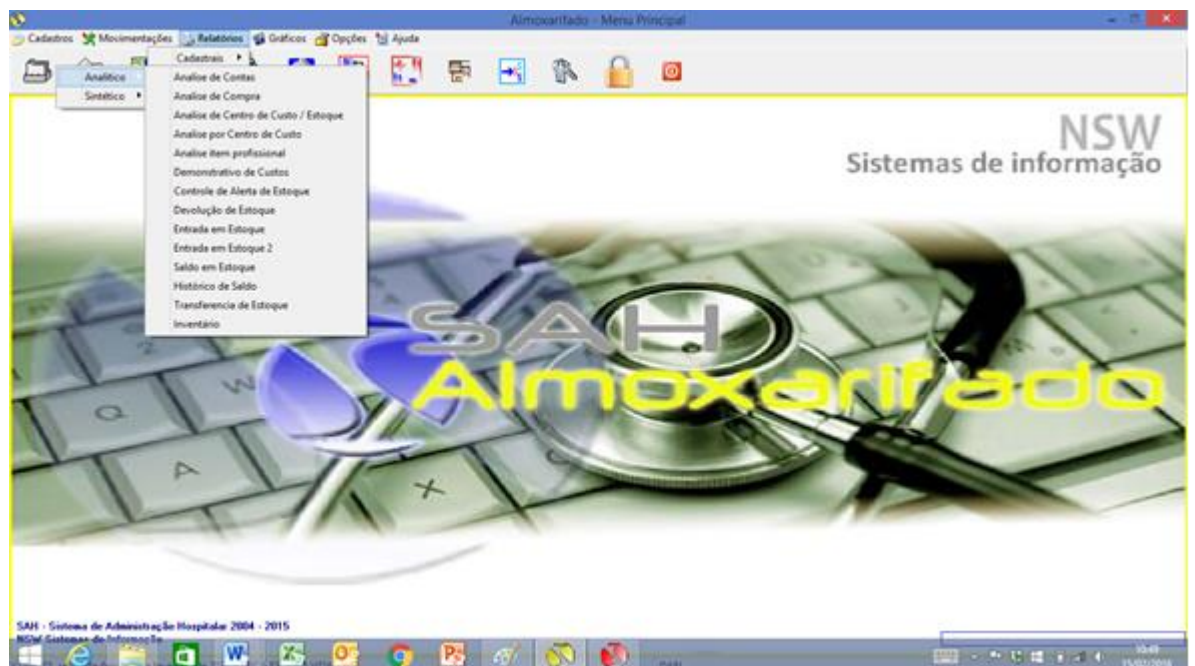 Almoxarifado - Menu Principal
Cadastros Movimentações Relatórios Gráficos Opções Ajuda
Cadastrais
Analítico
Sintético
Analise de Contas
Analise de Compra
Analise de Centro de Custo / Estoque
Analise por Centro de Custo
Analise item profissional
Demonstrativo de Custos
Controle de Alerta de Estoque
Devolução de Estoque
Entrada em Estoque
Entrada em Estoque 2
Saldo em Estoque
Histórico de Saldo
Transferencia de Estoque
Inventário
NSW
Sistemas de informação
SAH
Almoxarifado
SAH - Sistema de Administração Hospitalar 2004 - 2015
NSW Sistemas de Informação
10:49